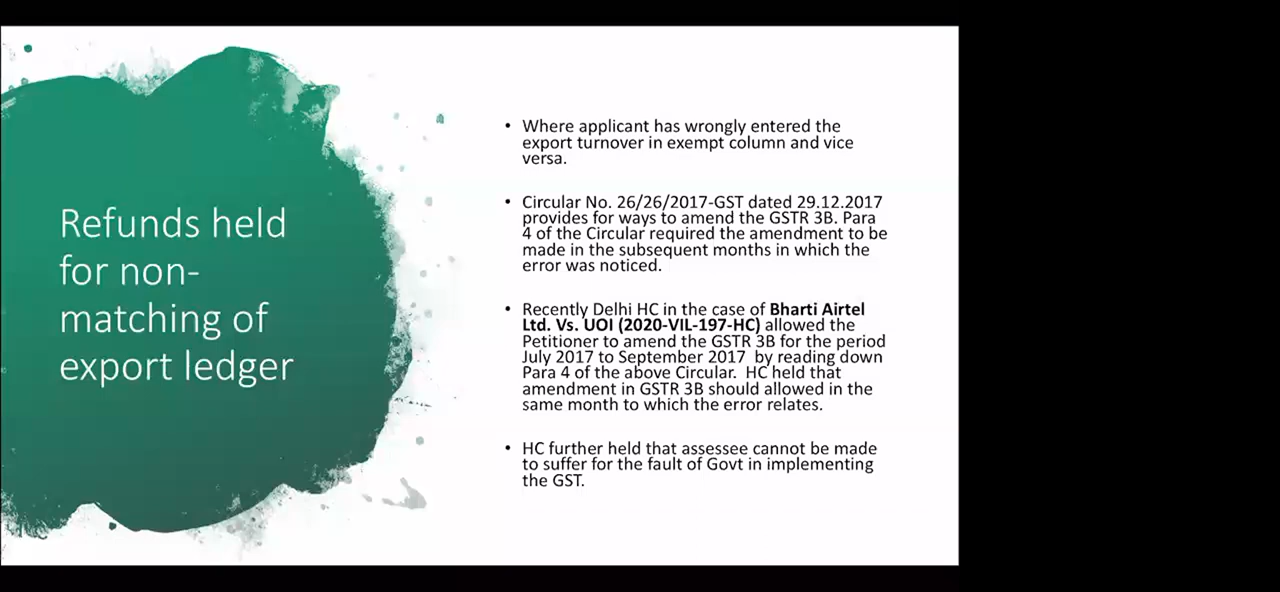 Refunds held
for non-
matching of
export ledger
• Where applicant has wrongly entered the
export turnover in exempt column and vice
versa.
• Circular No. 26/26/2017-GST dated 29.12.2017
provides for ways to amend the GSTR 3B. Para
4 of the Circular required the amendment to be
made in the subsequent months in which the
error was noticed.
• Recently Delhi HC in the case of Bharti Airtel
Ltd. Vs. UOI (2020-VIL-197-HC) allowed the
Petitioner to amend the GSTR 3B for the period
July 2017 to September 2017 by reading down
Para 4 of the above Circular. HC held that
amendment in GSTR 3B should allowed in the
same month to which the error relates.
• HC further held that assessee cannot be made
to suffer for the fault of Govt in implementing
the GST.